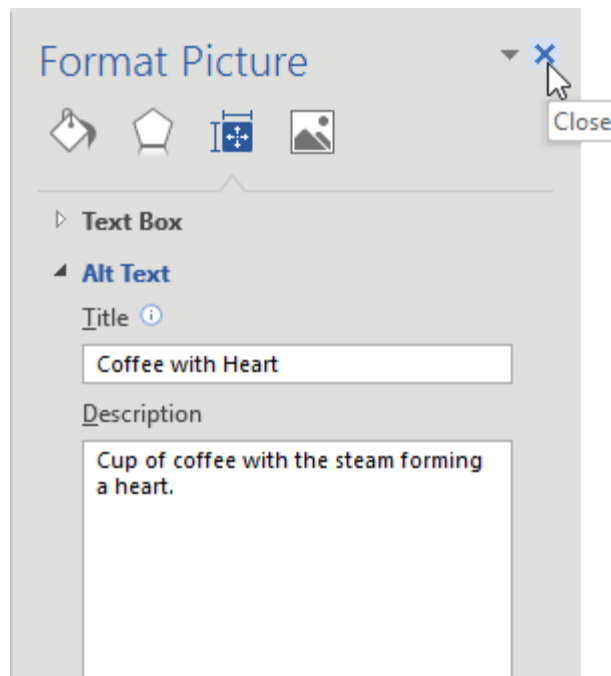 Format Picture
Close
Text Box
Alt Text
Title
Coffee with Heart
Description
Cup of coffee with the steam forming
a heart.